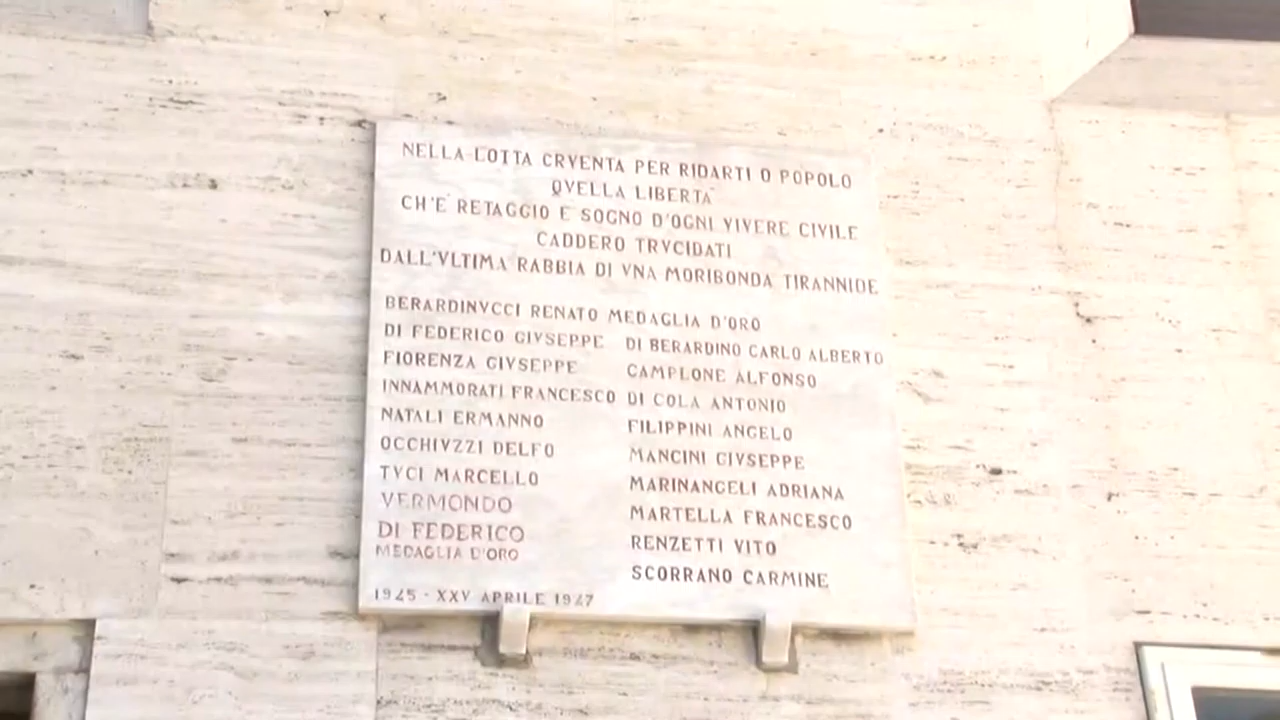 NELLA LOTTA CRVENTA PER RIDARTI O POPOLO
QVELLA LIBERTA'
CH'E' RETAGGIO E SOGNO D'OGNI VIVERE CIVILE
CADDERO TRVCIDATI
DALL'VLTIMA RABBIA DI VNA MORIBONDA TIRANNIDE
BERARDINVCCI RENATO MEDAGLIA D'ORO
DI FEDERICO GIVSEPPE
FIORENZA GIVSEPPE
INNAMMORATI FRANCESCO
NATALI ERMANNO
OCCHIVZZI DELFO
TVCI MARCELLO
VERMONDO
DI FEDERICO
MEDAGLIA D'ORO
DI BERARDINO CARLO ALBERTO
CAMPLONE ALFONSO
DI COLA ANTONIO
FILIPPINI ANGELO
MANCINI GIVSEPPE
MARINANGELI ADRIANA
MARTELLA FRANCESCO
RENZETTI VITO
SCORRANO CARMINE
1945 - XXV APRILE 1947